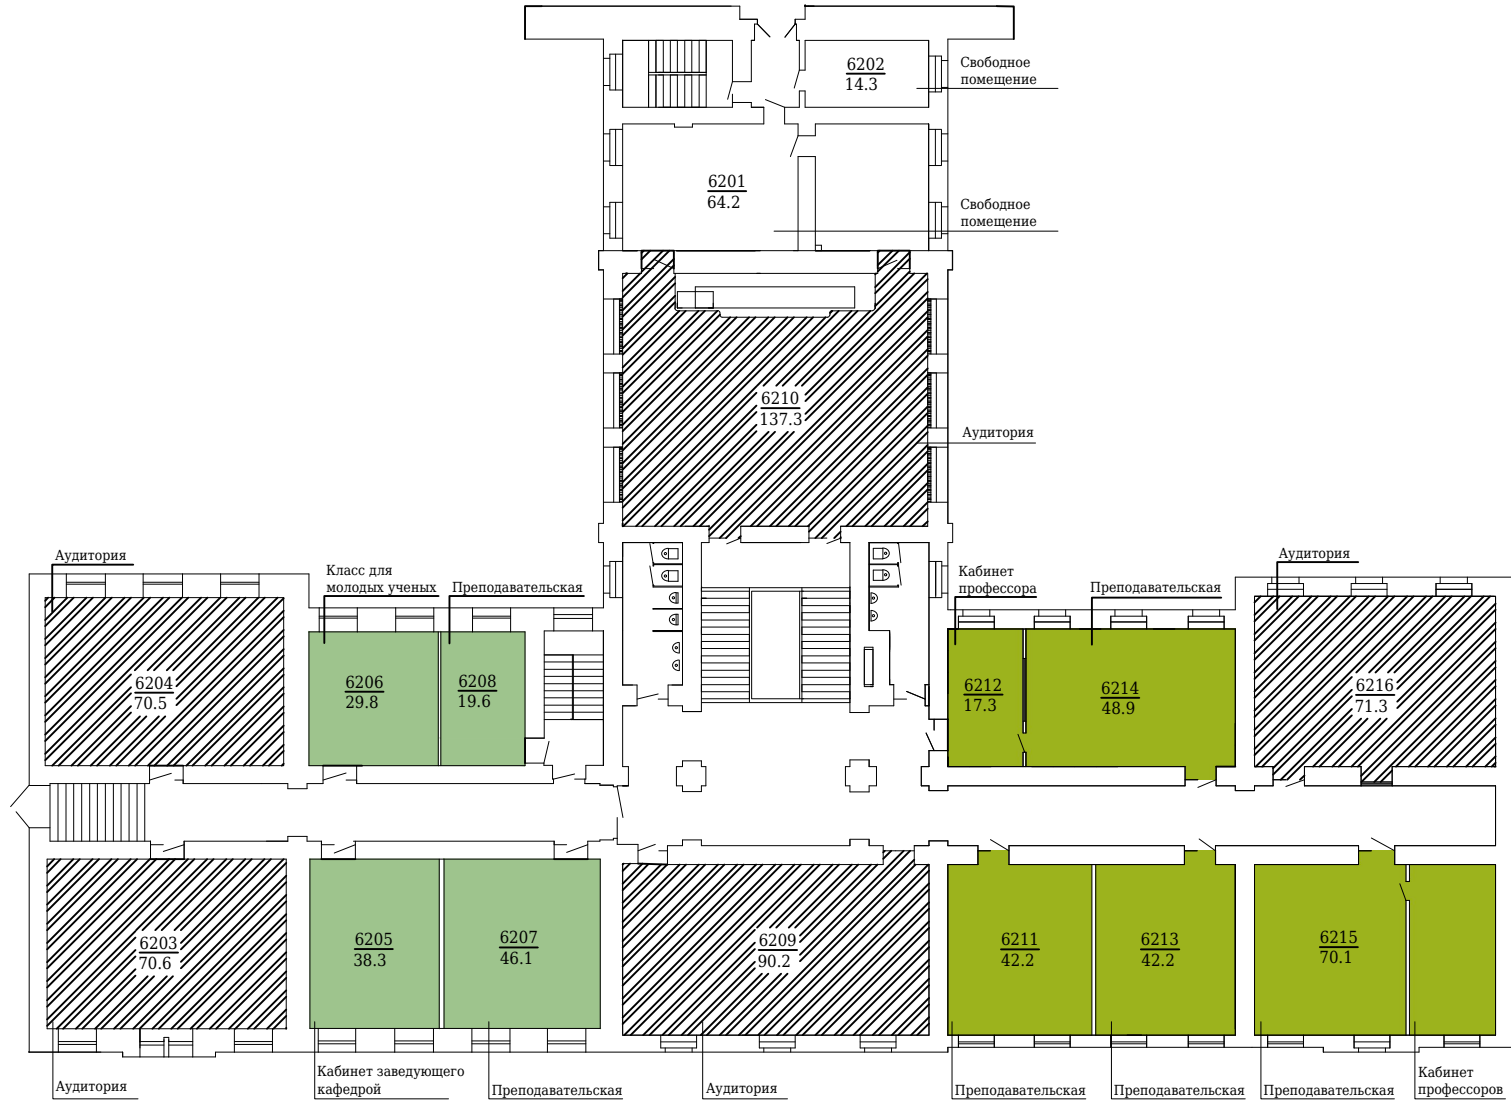 6202
14.3
Свободное
помещение
6201
64.2
Свободное
помещение
6210
137.3
Аудитория
Аудитория
Класс для
молодых ученых
Преподавательская
Кабинет
профессора
Преподавательская
Аудитория
6204
70.5
6206
29.8
6208
19.6
6212
17.3
6214
48.9
6216
71.3
6203
70.6
6205
38.3
6207
46.1
6209
90.2
6211
42.2
6213
42.2
6215
70.1
Аудитория
Кабинет заведующего
кафедрой
Преподавательская
Аудитория
Преподавательская
Преподавательская
Преподавательская
Кабинет
профессоров